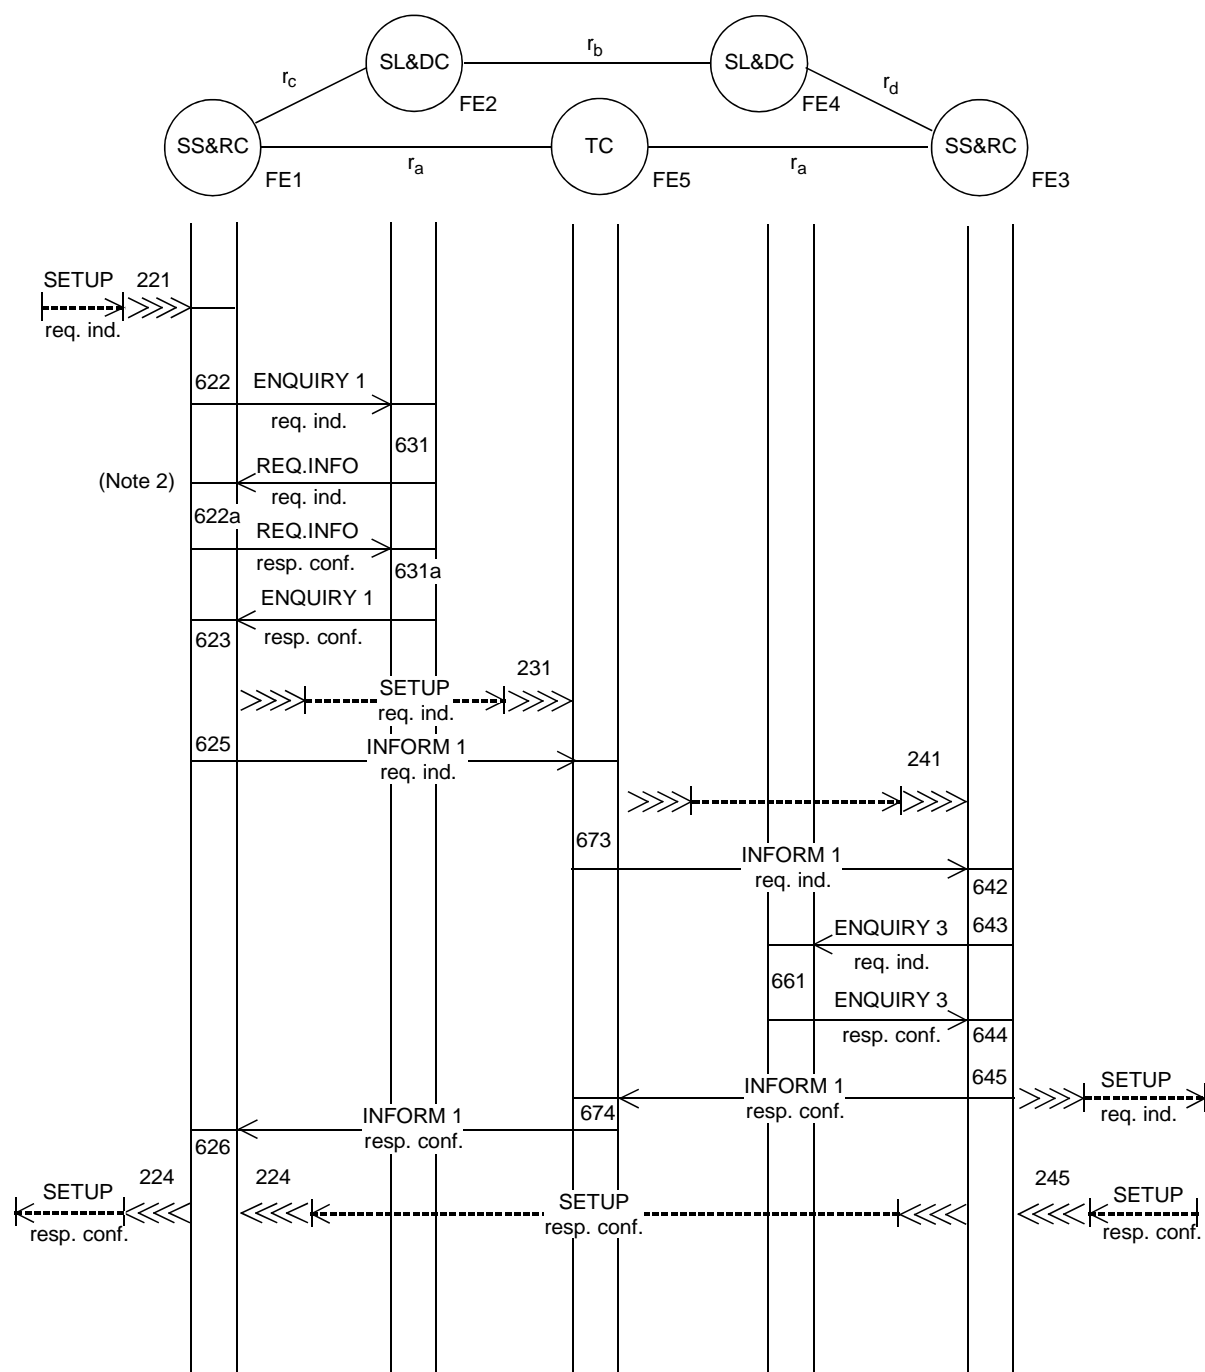 SL&DC
rb
SL&DC
rc
rd
FE2
FE4
SS&RC
TC
SS&RC
ra
ra
FE1
FE5
FE3
SETUP
221
req. ind.
622
ENQUIRY 1
req. ind.
631
(Note 2)
REQ.INFO
req. ind.
622a
REQ.INFO
resp. conf.
631a
ENQUIRY 1
623
resp. conf.
231
SETUP
req. ind.
625
INFORM 1
req. ind.
241
673
INFORM 1
req. ind.
642
ENQUIRY 3
643
req. ind.
661
ENQUIRY 3
resp. conf.
644
645
INFORM 1
resp. conf.
SETUP
req. ind.
674
INFORM 1
resp. conf.
626
SETUP
224
224
SETUP
245
SETUP
resp. conf.
resp. conf.
resp. conf.